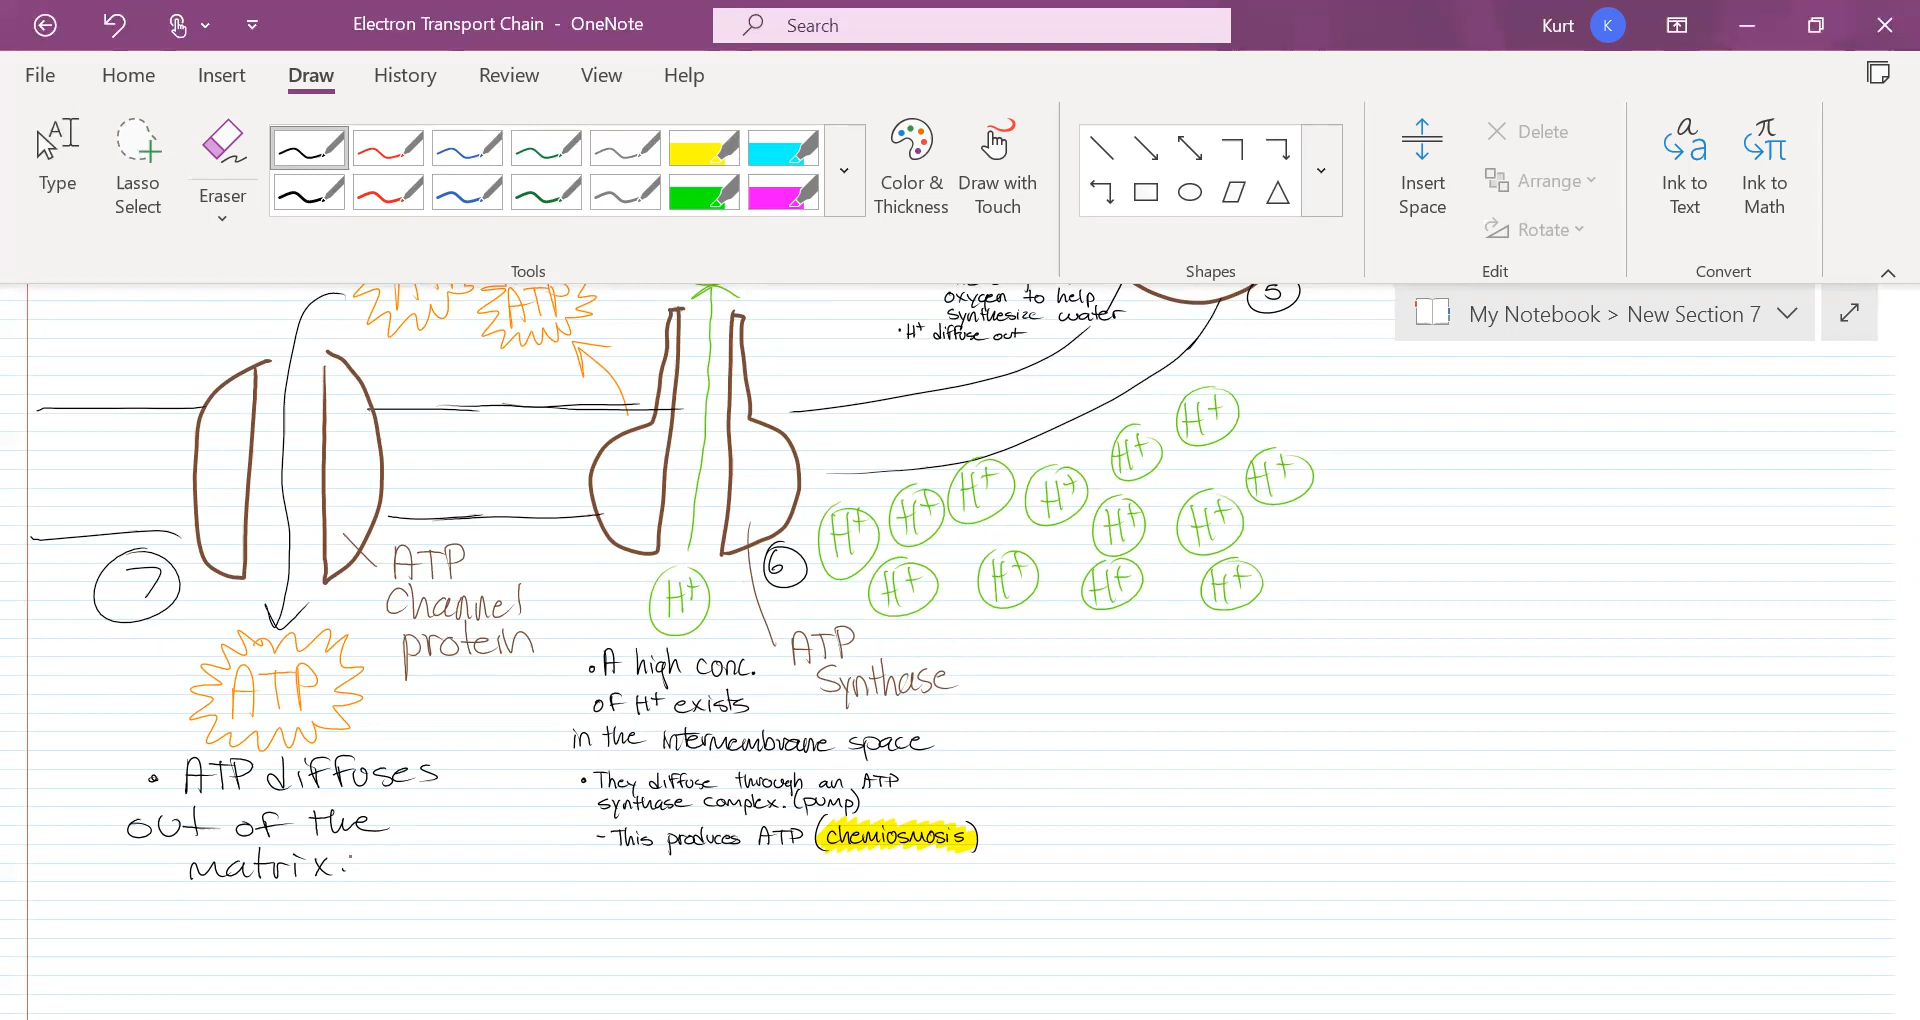 Electron Transport Chain - OneNote
Search
Kurt
K
File
Home
Insert
Draw
History
Review
View
Help
Type
Lasso
Select
Eraser
Color &
Thickness
Draw with
Touch
Insert
Space
Delete
Arrange
Rotate
a
a
Ink to
Text
π
π
Ink to
Math
Tools
Shapes
Edit
Convert
My Notebook > New Section 7
ATP
oxygen to help
synthesize water
• H+ diffuse out
5
H+
H+
H+
H+
H+
H+
H+
H+
H+
H+
H+
H+
H+
H+
6
7
ATP
Channel
protein
ATP
Synthase
ATP
• ATP diffuses
out of the
matrix.
• A high conc.
of H+ exists
in the intermembrane space
• They diffuse through an ATP
synthase complex. (pump)
- This produces ATP (chemiosmosis)